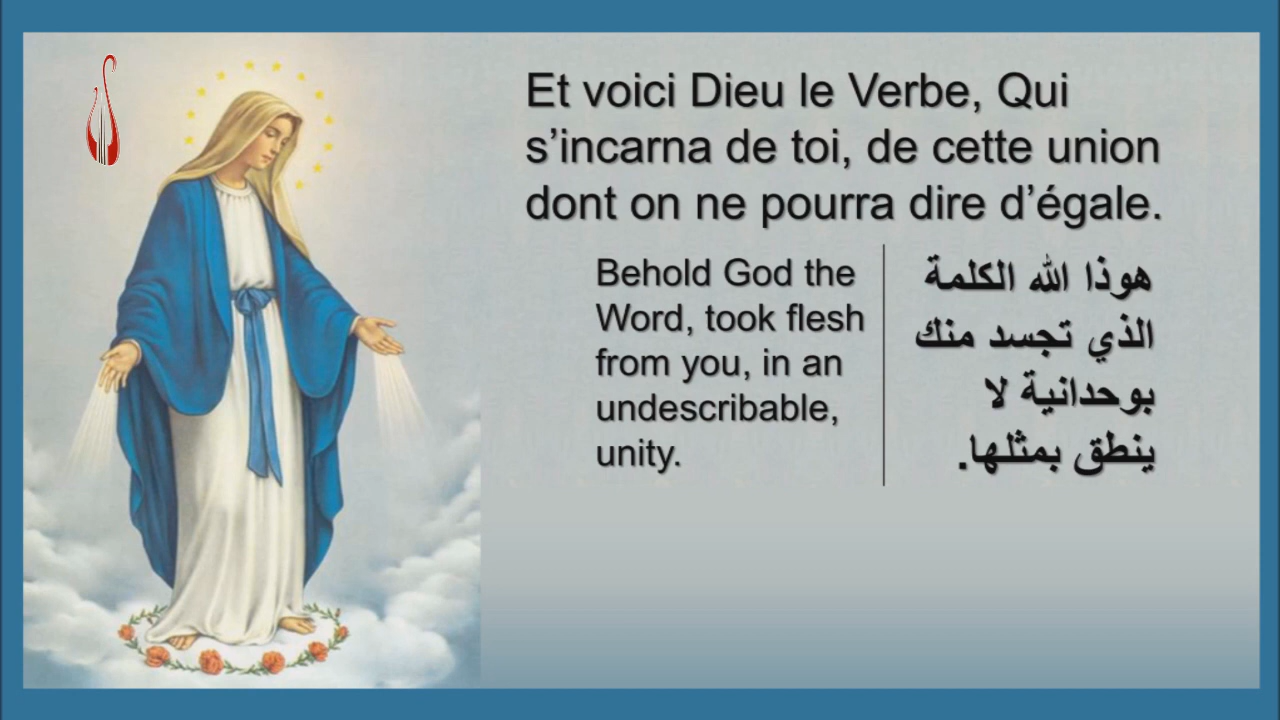 Et voici Dieu le Verbe, Qui
s’incarna de toi, de cette union
dont on ne pourra dire d’égale.
Behold God the
Word, took flesh
from you, in an
undescribable,
unity.
هوذا الله الكلمة
الذي تجسد منك
بوحدانية لا
ينطق بمثلها.